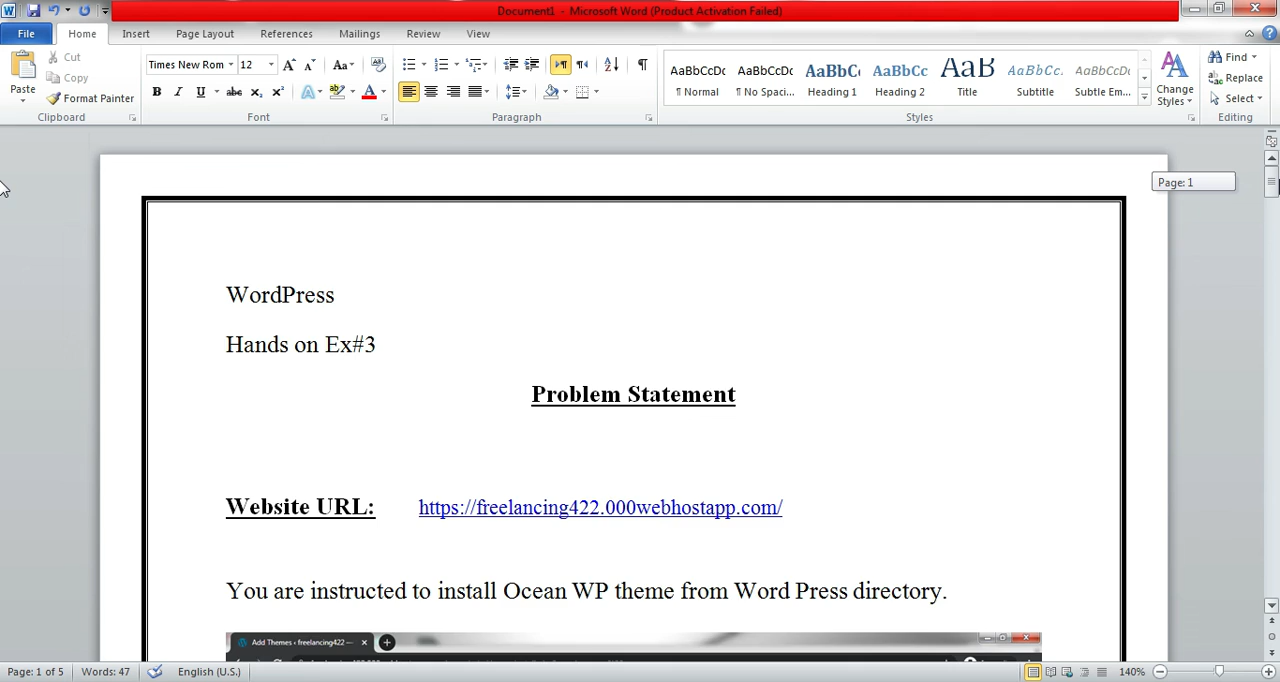 Document1 - Microsoft Word (Product Activation Failed)
File Home Insert Page Layout References Mailings Review View
Paste Cut Copy Format Painter
Clipboard
Times New Rom 12
Font
Paragraph
AaBbCcDc AaBbCcDc AaBbC AaBbCc AaB AaBbCc. AaBbCcDc
¶ Normal ¶ No Spaci... Heading 1 Heading 2 Title Subtitle Subtle Em...
Change Styles
Styles
Find Replace Select
Editing
Page: 1
WordPress
Hands on Ex#3
Problem Statement
Website URL: https://freelancing422.000webhostapp.com/
You are instructed to install Ocean WP theme from Word Press directory.
Add Themes ‹ freelancing422 —
Page: 1 of 5 Words: 47 English (U.S.) 140%